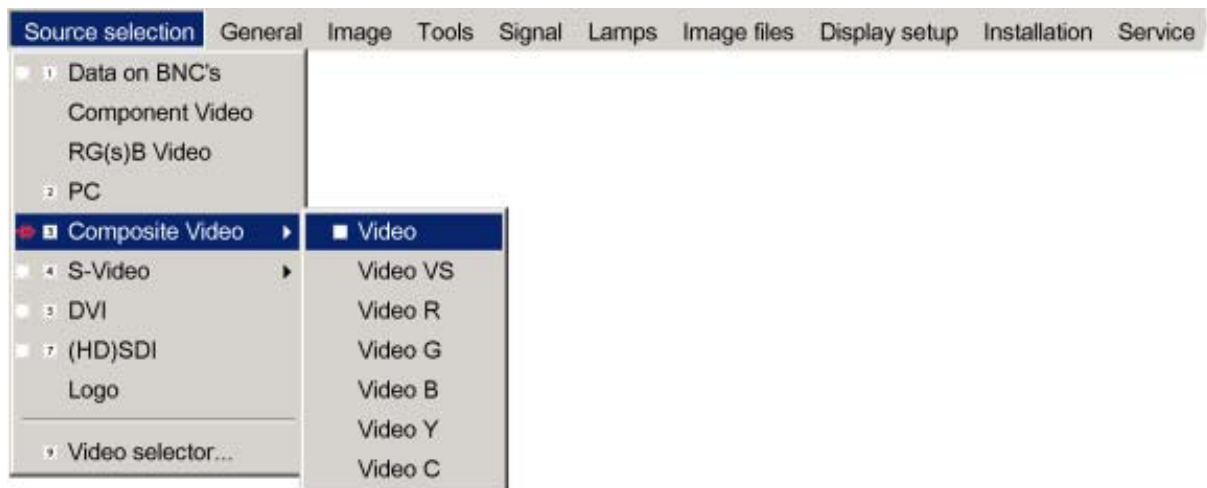 Source selection General Image Tools Signal Lamps Image files Display setup Installation Service
1 Data on BNC's
Component Video
RG(s)B Video
2 PC
3 Composite Video
4 S-Video
5 DVI
7 (HD)SDI
Logo
9 Video selector...
Video
Video VS
Video R
Video G
Video B
Video Y
Video C